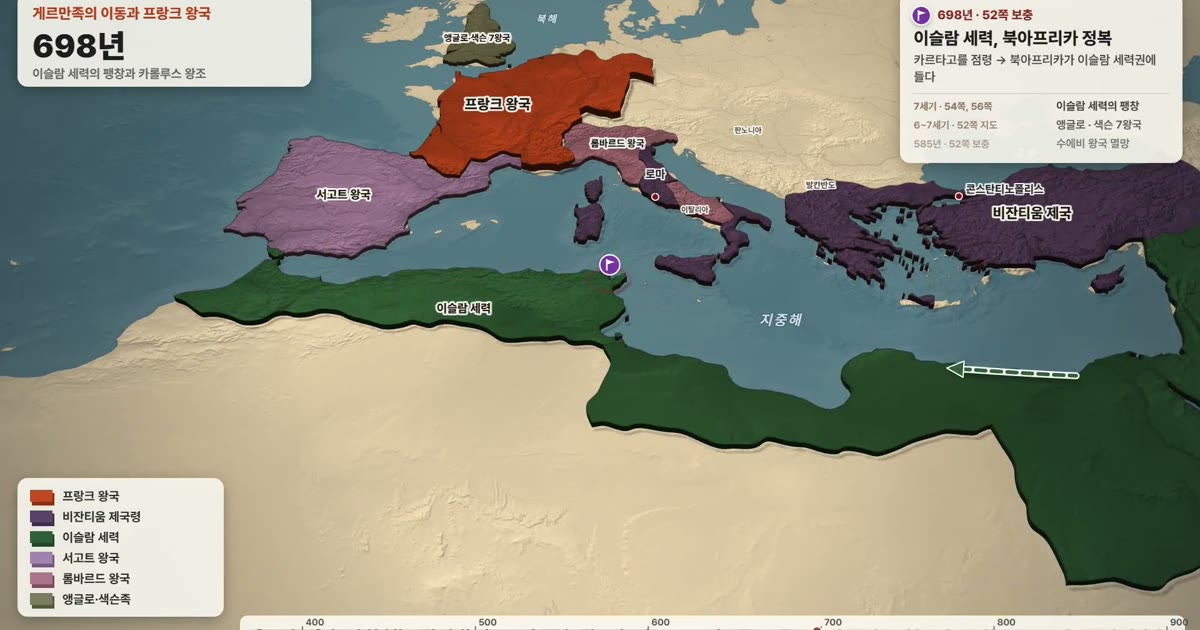 게르만족의 이동과 프랑크 왕국
698년
이슬람 세력의 팽창과 카롤루스 왕조
698년 · 52쪽 보충
이슬람 세력, 북아프리카 정복
카르타고를 점령 → 북아프리카가 이슬람 세력권에
들다
7세기 · 54쪽, 56쪽 이슬람 세력의 팽창
6~7세기 · 52쪽 지도 앵글로 · 색슨 7왕국
585년 · 52쪽 보충 수에비 왕국 멸망
북해
앵글로·색슨 7왕국
프랑크 왕국
판노니아
롬바르드 왕국
로마
발칸반도
콘스탄티노폴리스
서고트 왕국
이탈리아
비잔티움 제국
이슬람 세력
지중해
프랑크 왕국
비잔티움 제국령
이슬람 세력
서고트 왕국
롬바르드 왕국
앵글로·색슨족
400 500 600 700 800 900